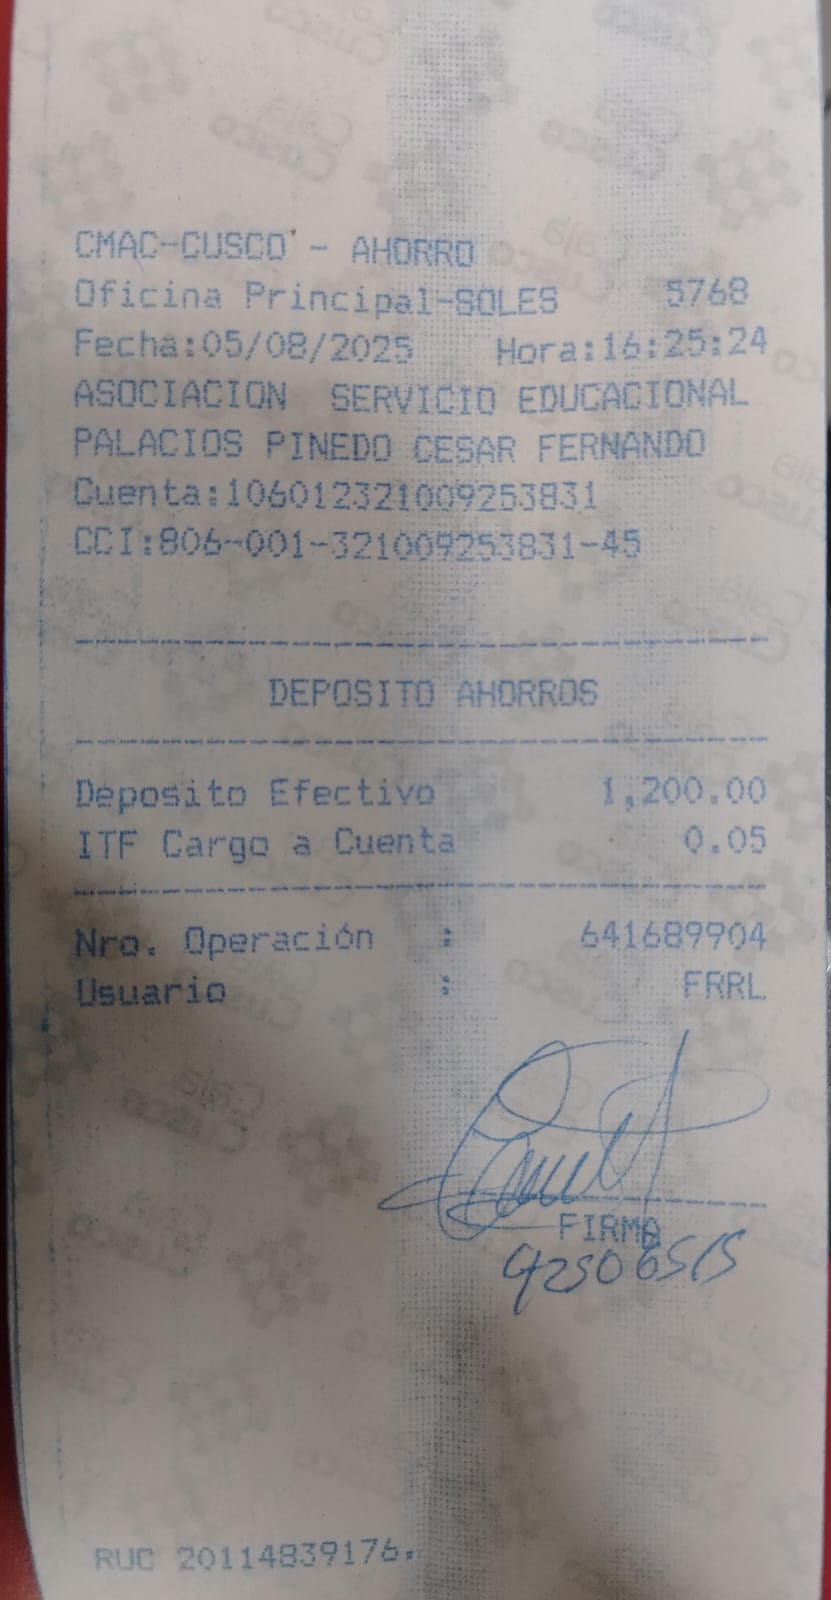 CMAC-CUSCO - AHORRO
Oficina Principal-SOLES 5768
Fecha:05/08/2025 Hora:16:25:24
ASOCIACION SERVICIO EDUCACIONAL
PALACIOS PINEDO CESAR FERNANDO
Cuenta:106012321009253831
CCI:806-001-321009253831-45
DEPOSITO AHORROS
Deposito Efectivo 1,200.00
ITF Cargo a Cuenta 0.05
Nro. Operación : 641689904
Usuario : FRRL
FIRMA
RUC 20114839176.